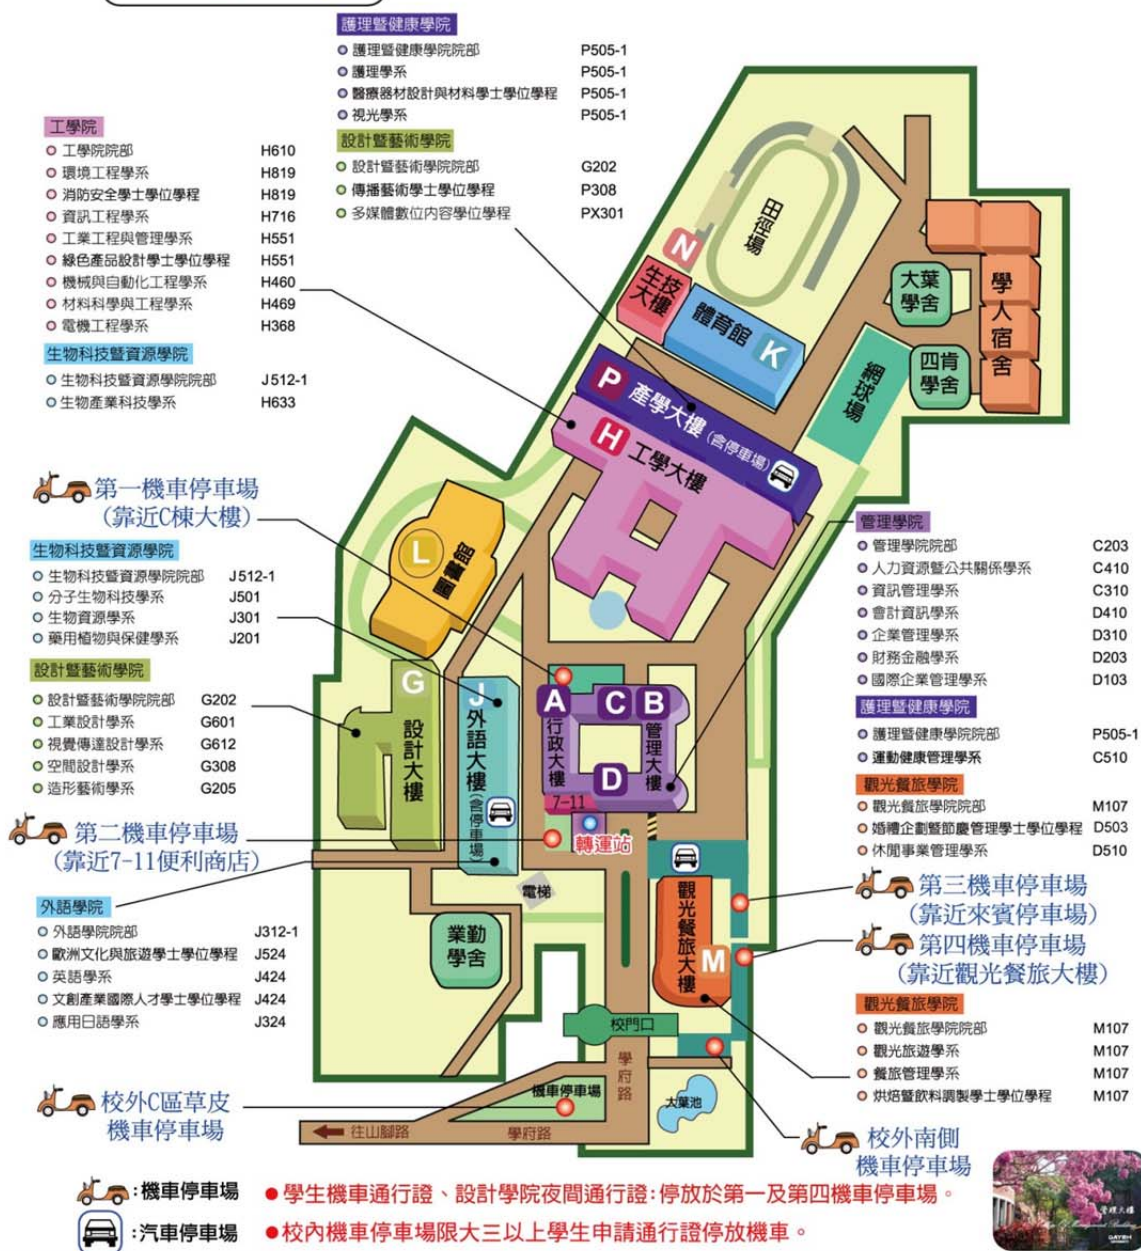 護理暨健康學院
護理暨健康學院院部 P505-1
護理學系 P505-1
醫療器材設計與材料學士學位學程 P505-1
視光學系 P505-1
設計暨藝術學院
設計暨藝術學院院部 G202
傳播藝術學士學位學程 P308
多媒體數位內容學位學程 PX301
工學院
工學院院部 H610
環境工程學系 H819
消防安全學士學位學程 H819
資訊工程學系 H716
工業工程與管理學系 H551
綠色產品設計學士學位學程 H551
機械與自動化工程學系 H460
材料科學與工程學系 H469
電機工程學系 H368
生物科技暨資源學院
生物科技暨資源學院院部 J512-1
生物產業科技學系 H633
第一機車停車場
(靠近C棟大樓)
生物科技暨資源學院
生物科技暨資源學院院部 J512-1
分子生物科技學系 J501
生物資源學系 J301
藥用植物與保健學系 J201
設計暨藝術學院
設計暨藝術學院院部 G202
工業設計學系 G601
視覺傳達設計學系 G612
空間設計學系 G308
造形藝術學系 G205
第二機車停車場
(靠近7-11便利商店)
外語學院
外語學院院部 J312-1
歐洲文化與旅遊學士學位學程 J524
英語學系 J424
文創產業國際人才學士學位學程 J424
應用日語學系 J324
校外C區草皮
機車停車場
田徑場
N
生技大樓
體育館
K
大葉學舍
四肯學舍
學人宿舍
網球場
P
產學大樓(含停車場)
H
工學大樓
L
圖書館
G
設計大樓
J
外語大樓(含停車場)
A
行政大樓
C
B
管理大樓
D
7-11
轉運站
電梯
業勤學舍
觀光餐旅大樓
M
校門口
學府路
機車停車場
大葉池
往山腳路
學府路
管理學院
管理學院院部 C203
人力資源暨公共關係學系 C410
資訊管理學系 C310
會計資訊學系 D410
企業管理學系 D310
財務金融學系 D203
國際企業管理學系 D103
護理暨健康學院
護理暨健康學院院部 P505-1
運動健康管理學系 C510
觀光餐旅學院
觀光餐旅學院院部 M107
婚禮企劃暨節慶管理學士學位學程 D503
休閒事業管理學系 D510
第三機車停車場
(靠近來賓停車場)
第四機車停車場
(靠近觀光餐旅大樓)
觀光餐旅學院
觀光餐旅學院院部 M107
觀光旅遊學系 M107
餐旅管理學系 M107
烘焙暨飲料調製學士學位學程 M107
校外南側
機車停車場
:機車停車場
●學生機車通行證、設計學院夜間通行證:停放於第一及第四機車停車場。
:汽車停車場
●校內機車停車場限大三以上學生申請通行證停放機車。
管理大樓
DAYEH